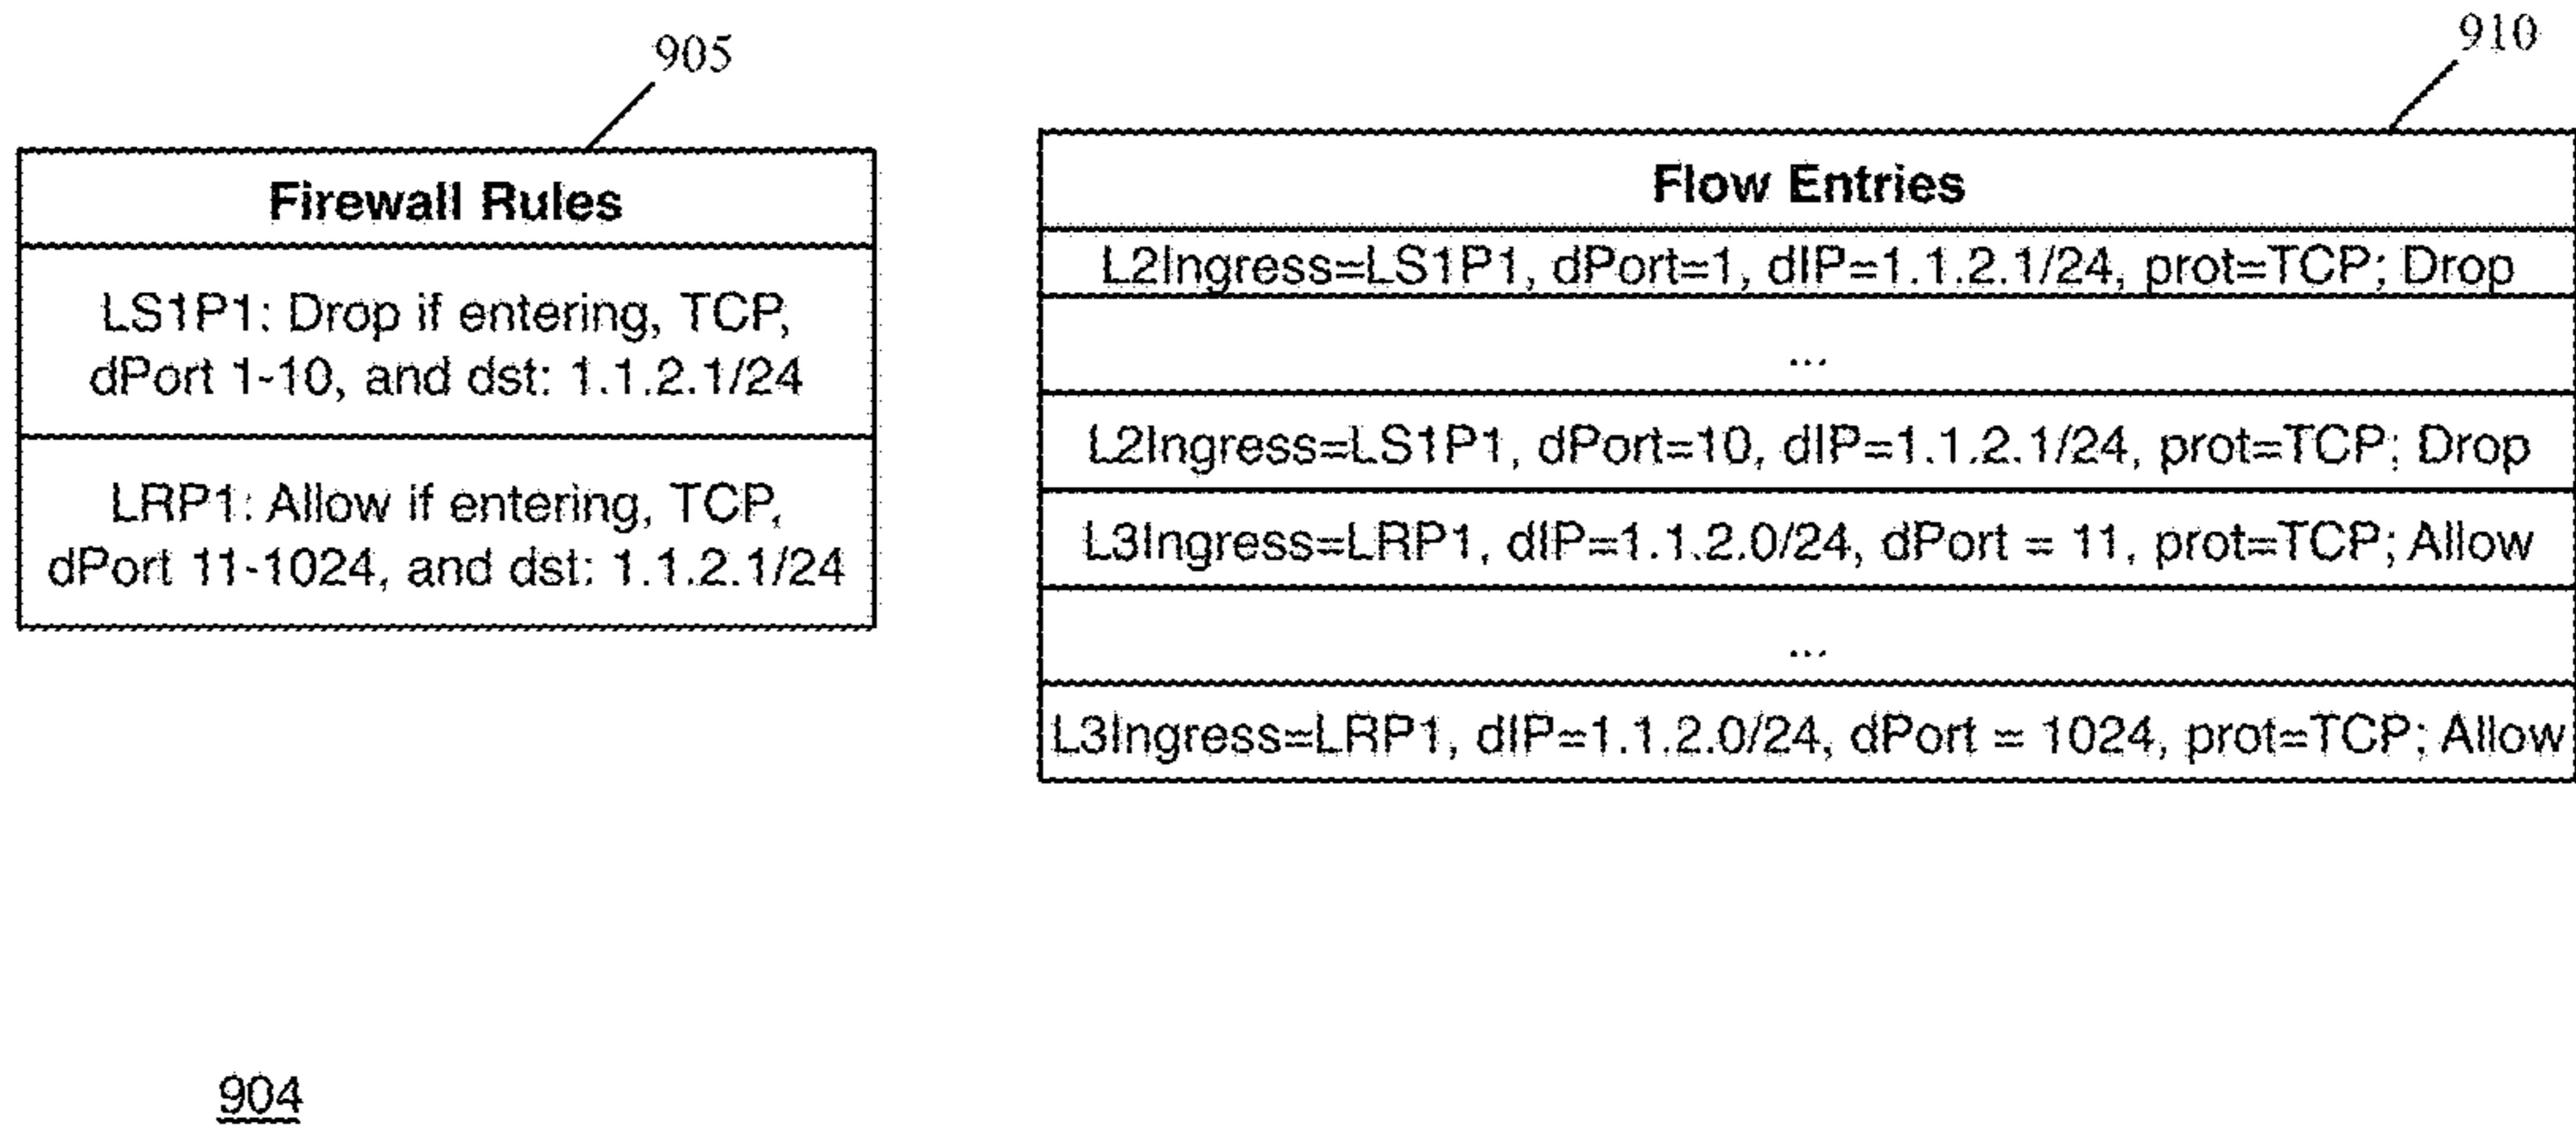 905
Firewall Rules
LS1P1: Drop if entering, TCP,
dPort 1-10, and dst: 1.1.2.1/24
LRP1: Allow if entering, TCP,
dPort 11-1024, and dst: 1.1.2.1/24
910
Flow Entries
L2Ingress=LS1P1, dPort=1, dIP=1.1.2.1/24, prot=TCP; Drop
...
L2Ingress=LS1P1, dPort=10, dIP=1.1.2.1/24, prot=TCP; Drop
L3Ingress=LRP1, dIP=1.1.2.0/24, dPort = 11, prot=TCP; Allow
...
L3Ingress=LRP1, dIP=1.1.2.0/24, dPort = 1024, prot=TCP; Allow
904